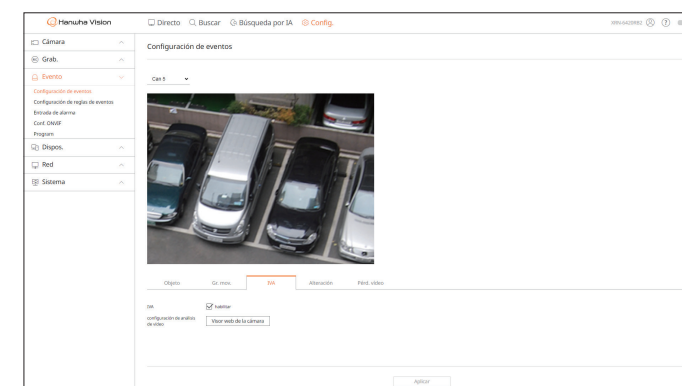 Hanwha Vision
Directo Buscar Búsqueda por IA Config.
Cámara
Grab.
Evento
Configuración de eventos
Configuración de reglas de eventos
Entrada de alarma
Conf. ONVIF
Program
Dispos.
Red
Sistema
Configuración de eventos
Can 5
Objeto Gr. mov. IVA Alteración Pérd. vídeo
IVA habilitar
configuración de análisis de vídeo
Visor web de la cámara
Aplicar